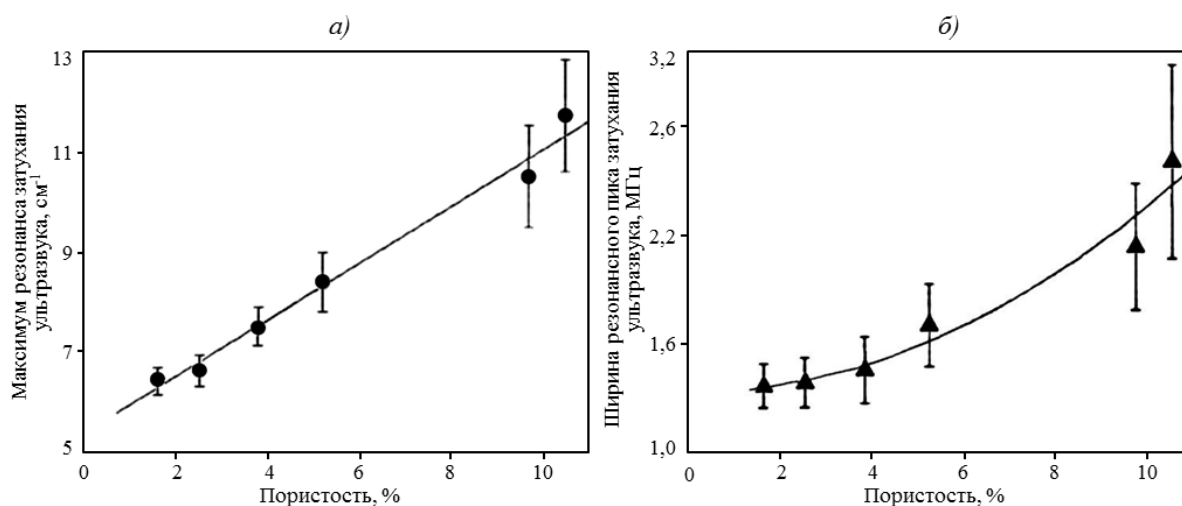 а)
Максимум резонанса затухания
ультразвука, см-1
13
11
9
7
5
0
2
4
6
8
10
Пористость, %
б)
Ширина резонансного пика затухания
ультразвука, МГц
3,2
2,6
2,2
1,6
1,0
0
2
4
6
8
10
Пористость, %